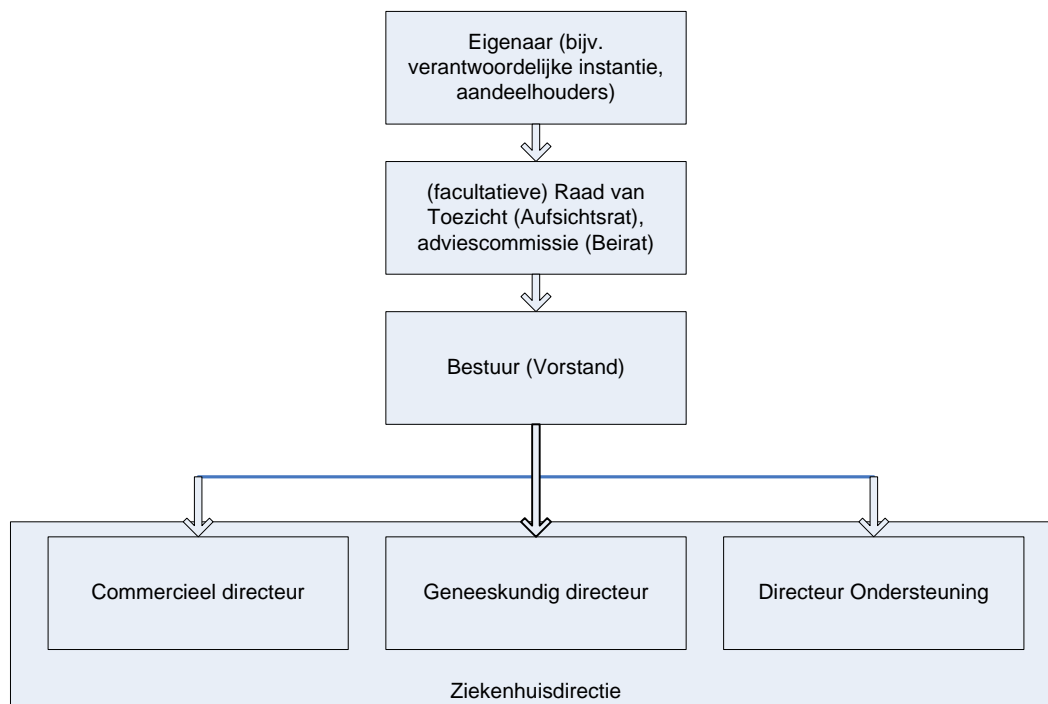 Eigenaar (bijv.
verantwoordelijke instantie,
aandeelhouders)
(facultatieve) Raad van
Toezicht (Aufsichtsrat),
adviescommissie (Beirat)
Bestuur (Vorstand)
Commercieel directeur
Geneeskundig directeur
Directeur Ondersteuning
Ziekenhuisdirectie